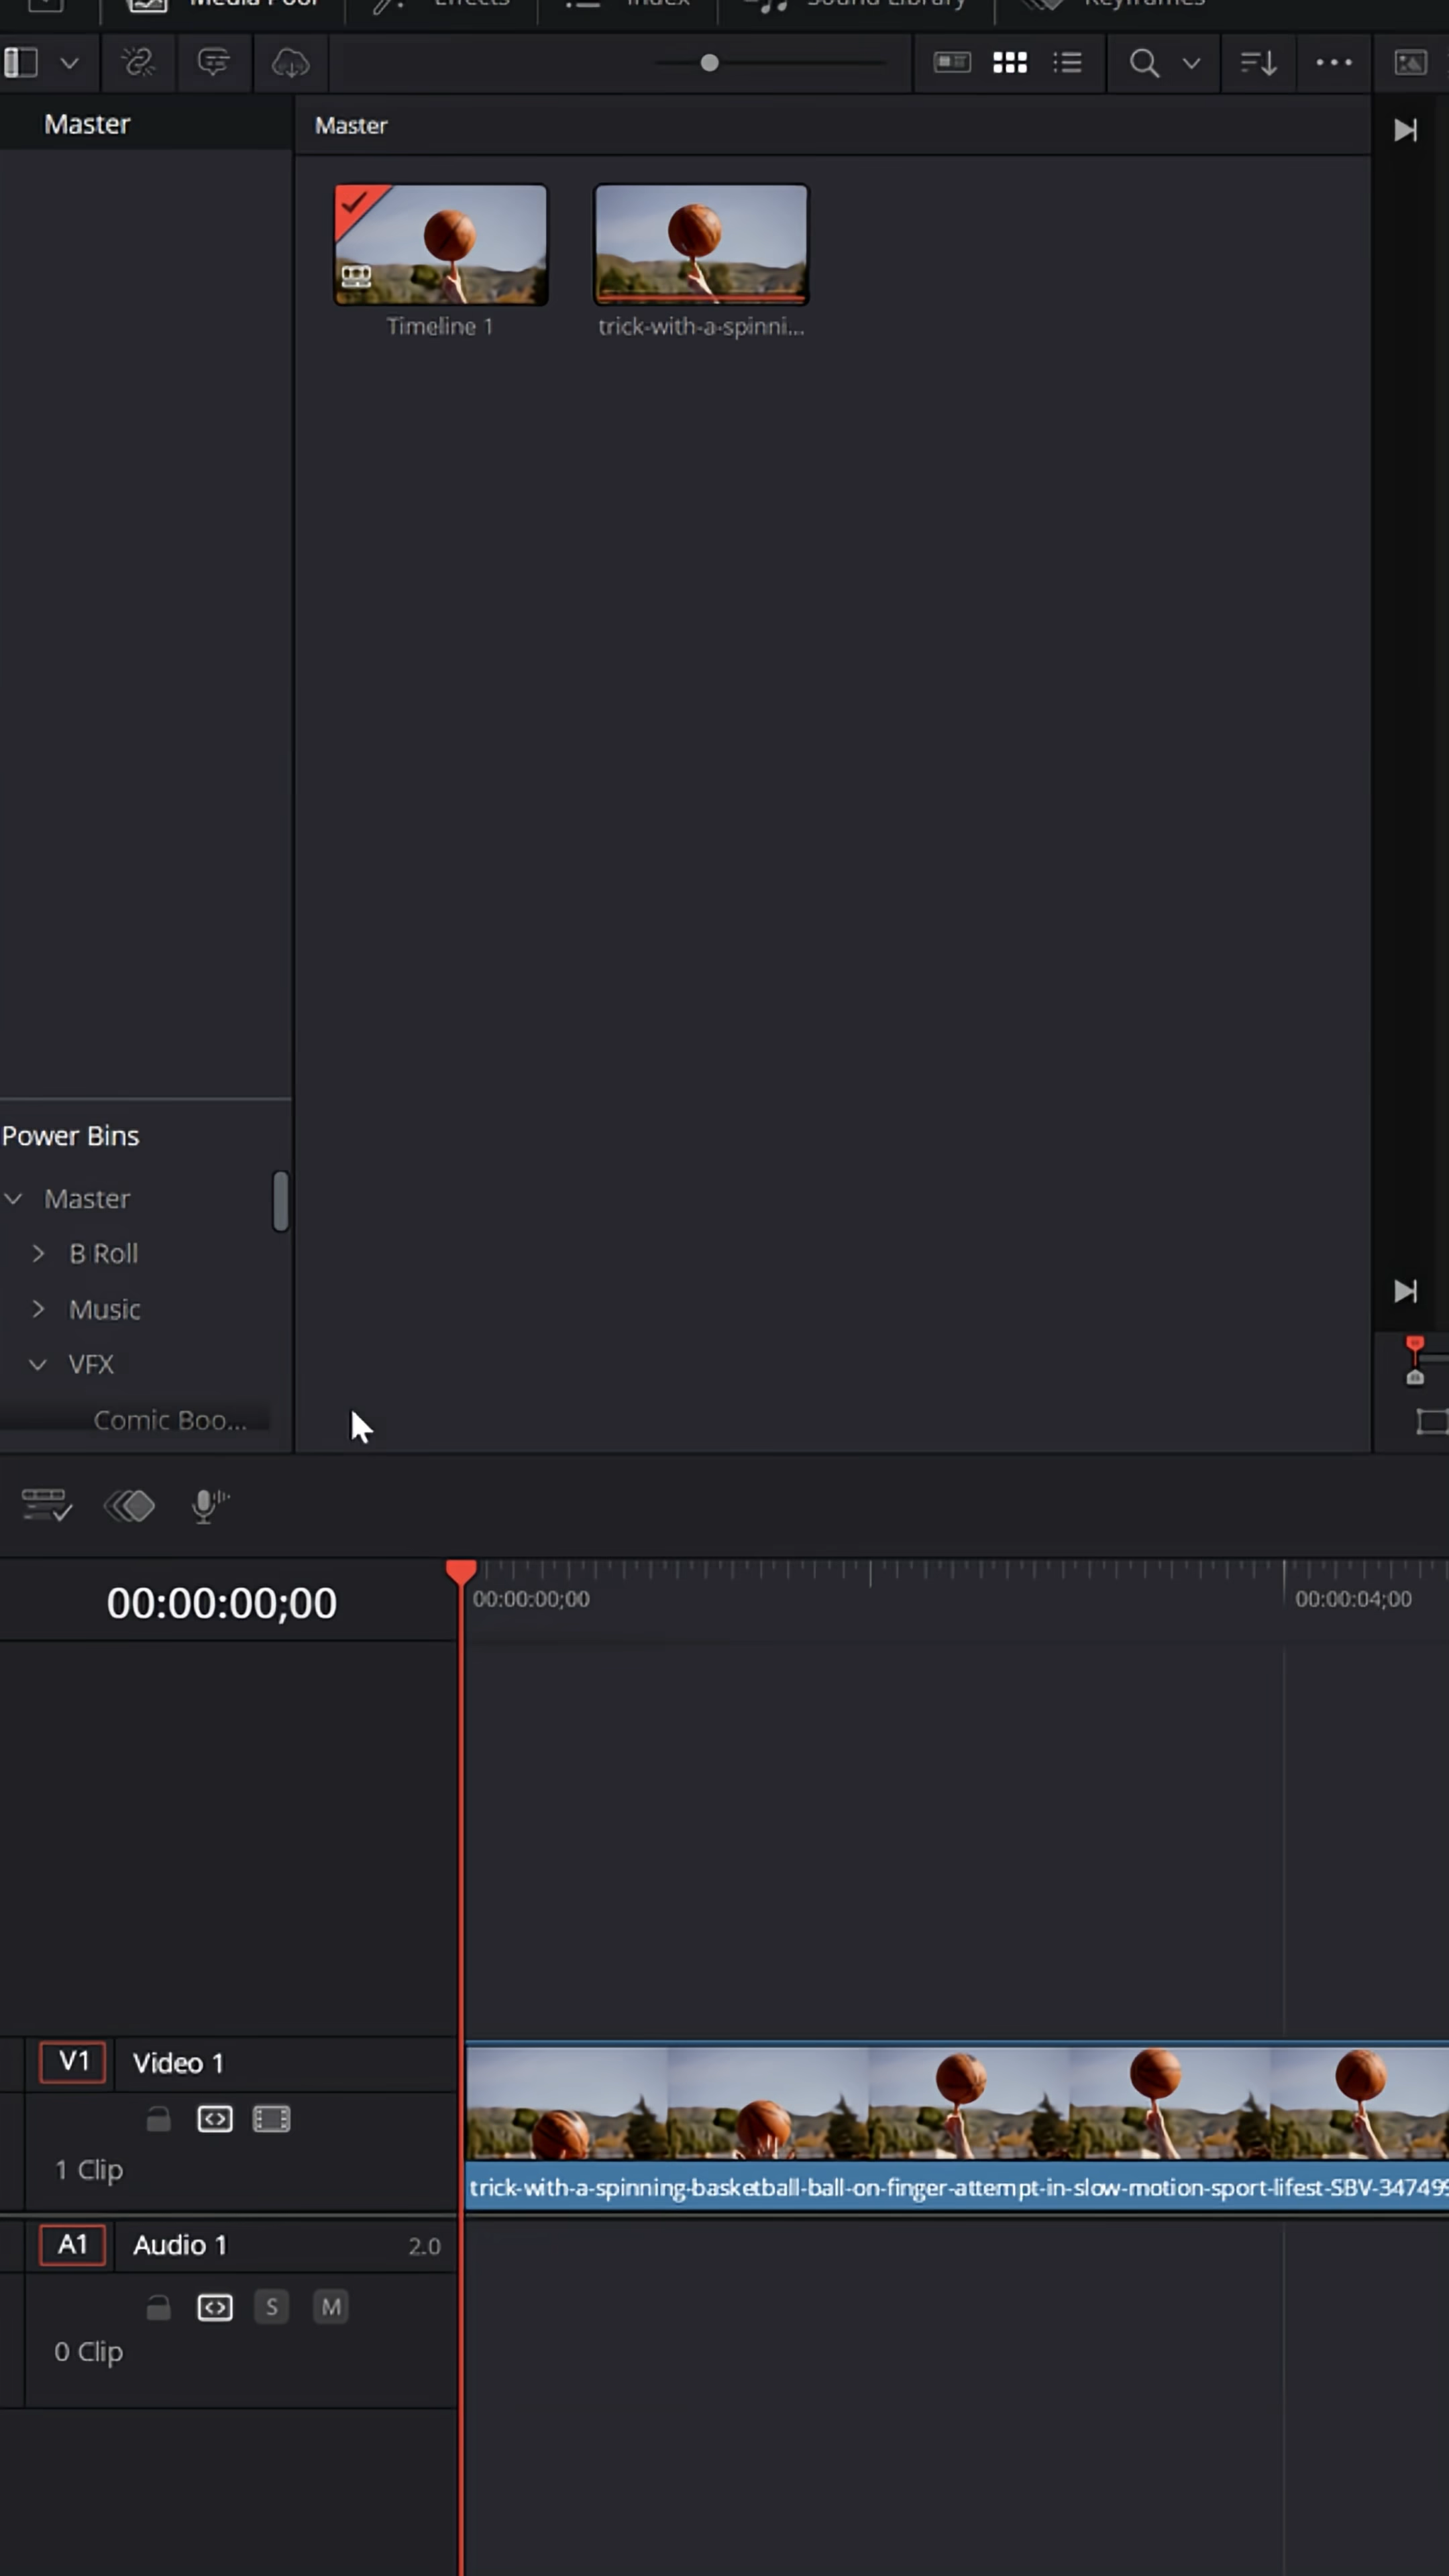 Media Pool Effects Index Sound Library Keyframes
Master
Master
Timeline 1
trick-with-a-spinni...
Power Bins
Master
B Roll
Music
VFX
Comic Boo...
00:00:00;00
00:00:00;00
00:00:04;00
V1 Video 1
1 Clip
trick-with-a-spinning-basketball-ball-on-finger-attempt-in-slow-motion-sport-lifest-SBV-347499
A1 Audio 1 2.0
S M
0 Clip